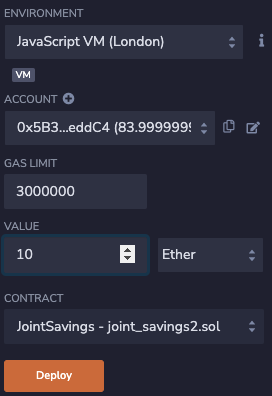 ENVIRONMENT
JavaScript VM (London)
VM
ACCOUNT
0x5B3...eddC4 (83.9999999
GAS LIMIT
3000000
VALUE
10 Ether
CONTRACT
JointSavings - joint_savings2.sol
Deploy